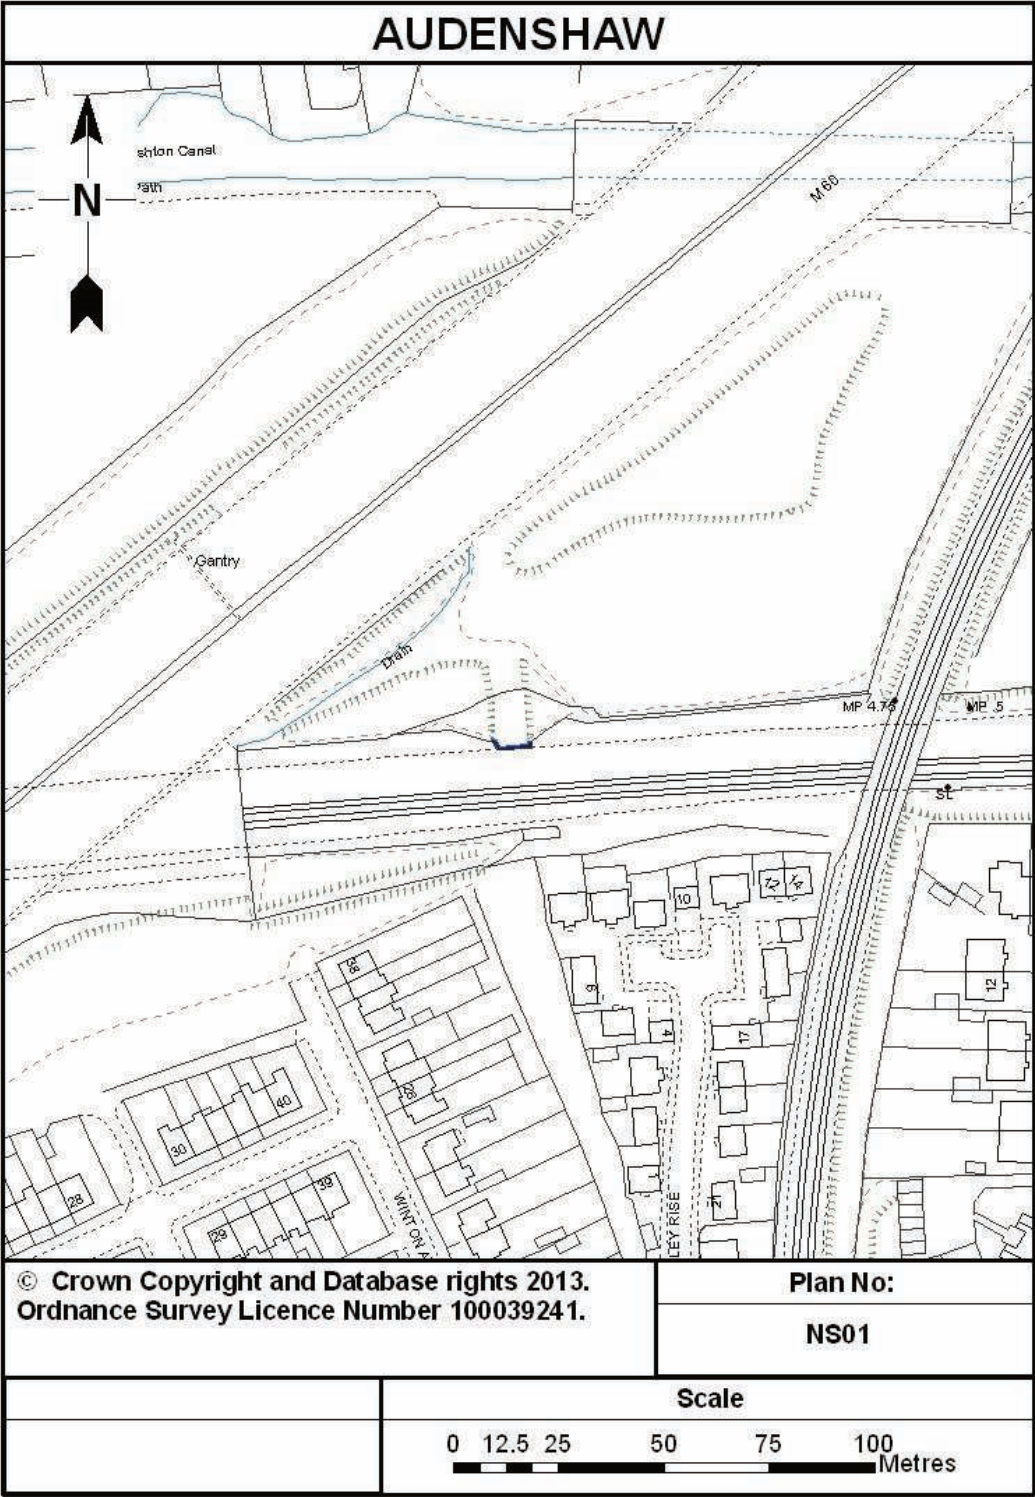 AUDENSHAW
shton Canal
'ath
N
M 60
Gantry
Drain
MP 4.75
MP .5
SL
10
12
14
38
9
12
4
17
28
40
30
39
28
29
21
WINTON A
LEY RISE
© Crown Copyright and Database rights 2013.
Ordnance Survey Licence Number 100039241.
Plan No:
NS01
Scale
0 12.5 25 50 75 100
Metres